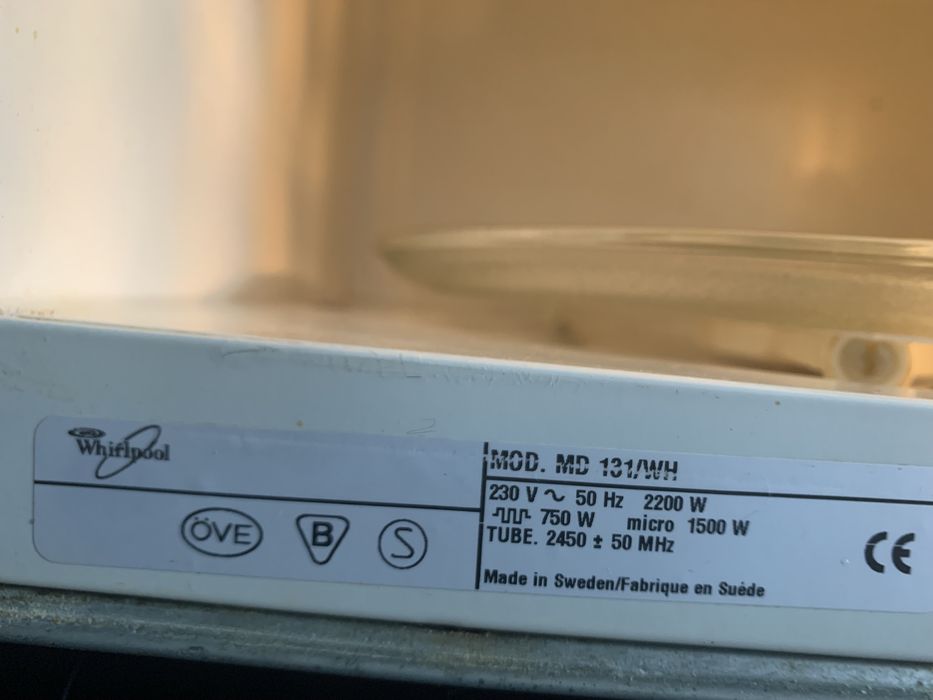 Whirlpool
ÖVE B S
MOD. MD 131/WH
230 V ~ 50 Hz 2200 W
750 W micro 1500 W
TUBE. 2450 ± 50 MHz
CE
Made in Sweden/Fabrique en Suède